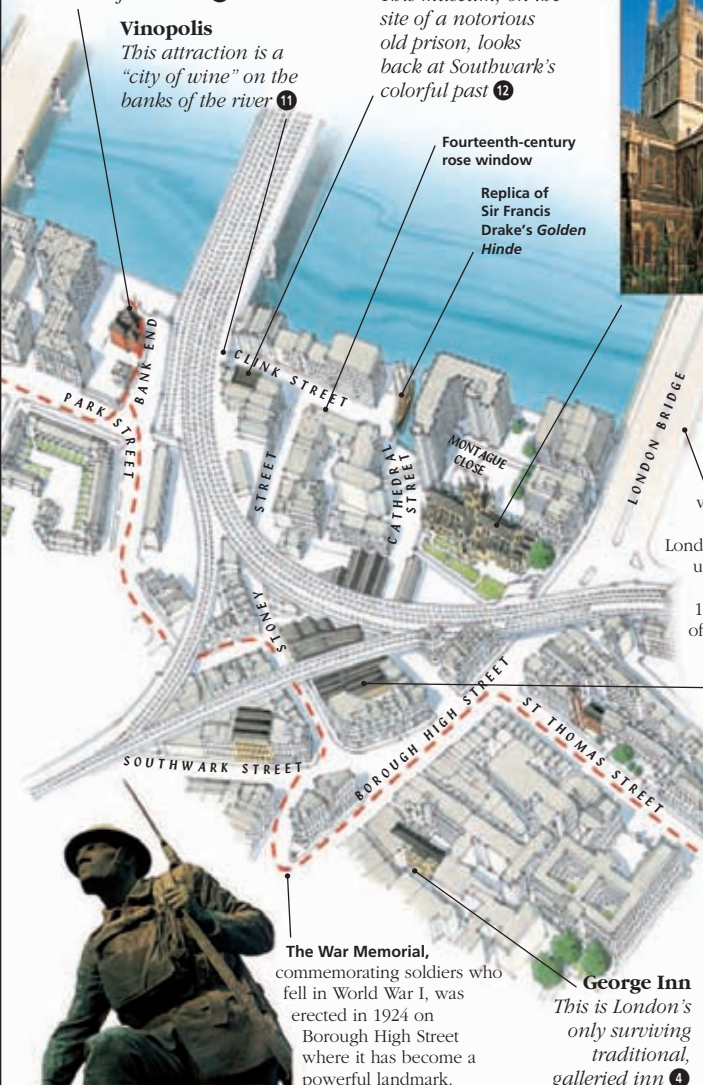 Vinopolis
This attraction is a
"city of wine" on the
banks of the river 11
site of a notorious
old prison, looks
back at Southwark's
colorful past 12
Fourteenth-century
rose window
Replica of
Sir Francis
Drake's Golden
Hinde
BANK END
PARK STREET
CLINK STREET
STONEY
STREET
CATHEDRAL
STREET
MONTAGUE
CLOSE
LONDON BRIDGE
SOUTHWARK STREET
BOROUGH HIGH STREET
ST THOMAS STREET
The War Memorial,
commemorating soldiers who
fell in World War I, was
erected in 1924 on
Borough High Street
where it has become a
powerful landmark.
George Inn
This is London's
only surviving
traditional,
galleried inn 4